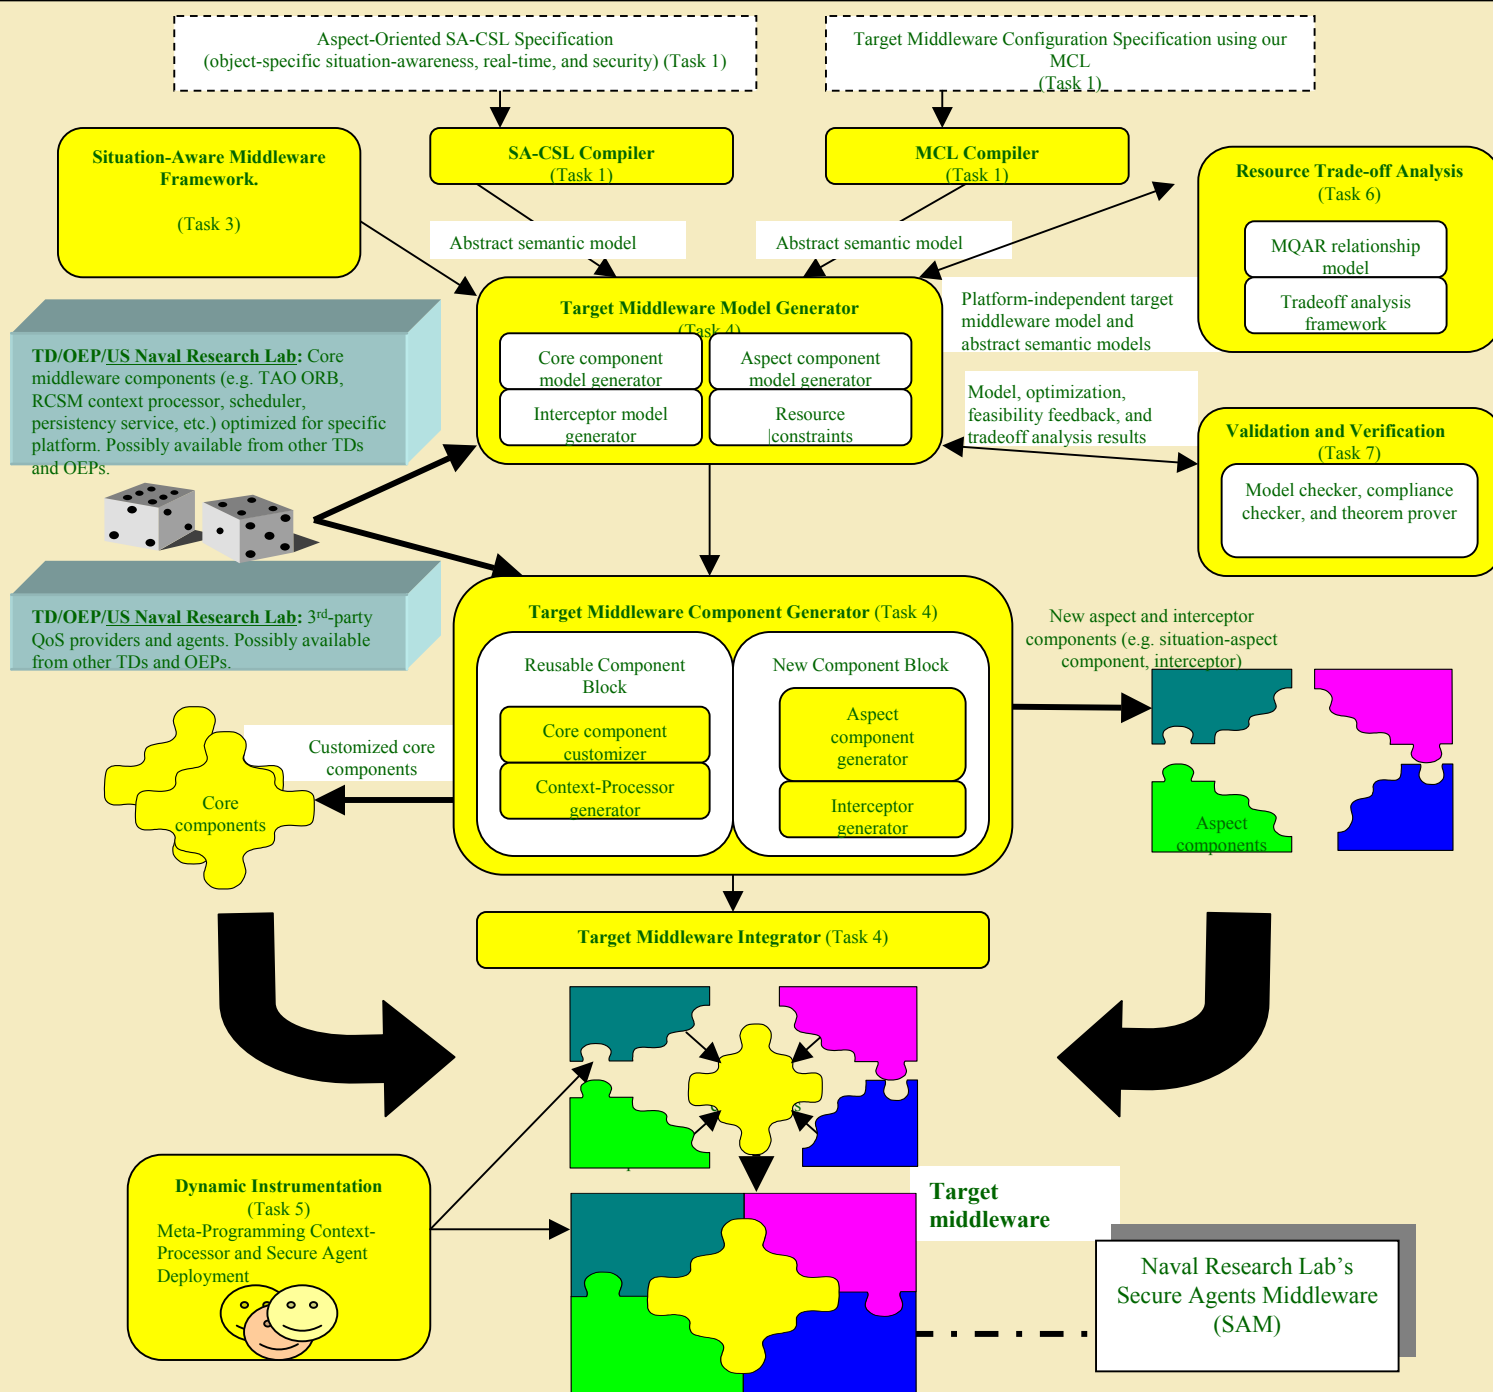 Aspect-Oriented SA-CSL Specification
(object-specific situation-awareness, real-time, and security) (Task 1)
Target Middleware Configuration Specification using our
MCL
(Task 1)
Situation-Aware Middleware
Framework.
(Task 3)
SA-CSL Compiler
(Task 1)
MCL Compiler
(Task 1)
Resource Trade-off Analysis
(Task 6)
MQAR relationship
model
Tradeoff analysis
framework
Abstract semantic model
Abstract semantic model
Target Middleware Model Generator
(Task 4)
Core component
model generator
Aspect component
model generator
Interceptor model
generator
Resource
|constraints
Platform-independent target
middleware model and
abstract semantic models
Model, optimization,
feasibility feedback, and
tradeoff analysis results
Validation and Verification
(Task 7)
Model checker, compliance
checker, and theorem prover
TD/OEP/US Naval Research Lab: Core
middleware components (e.g. TAO ORB,
RCSM context processor, scheduler,
persistency service, etc.) optimized for specific
platform. Possibly available from other TDs
and OEPs.
TD/OEP/US Naval Research Lab: 3rd-party
QoS providers and agents. Possibly available
from other TDs and OEPs.
Target Middleware Component Generator (Task 4)
Reusable Component
Block
Core component
customizer
Context-Processor
generator
New Component Block
Aspect
component
generator
Interceptor
generator
New aspect and interceptor
components (e.g. situation-aspect
component, interceptor)
Customized core
components
Core
components
Aspect
components
Target Middleware Integrator (Task 4)
Dynamic Instrumentation
(Task 5)
Meta-Programming Context-
Processor and Secure Agent
Deployment
Target
middleware
Naval Research Lab's
Secure Agents Middleware
(SAM)